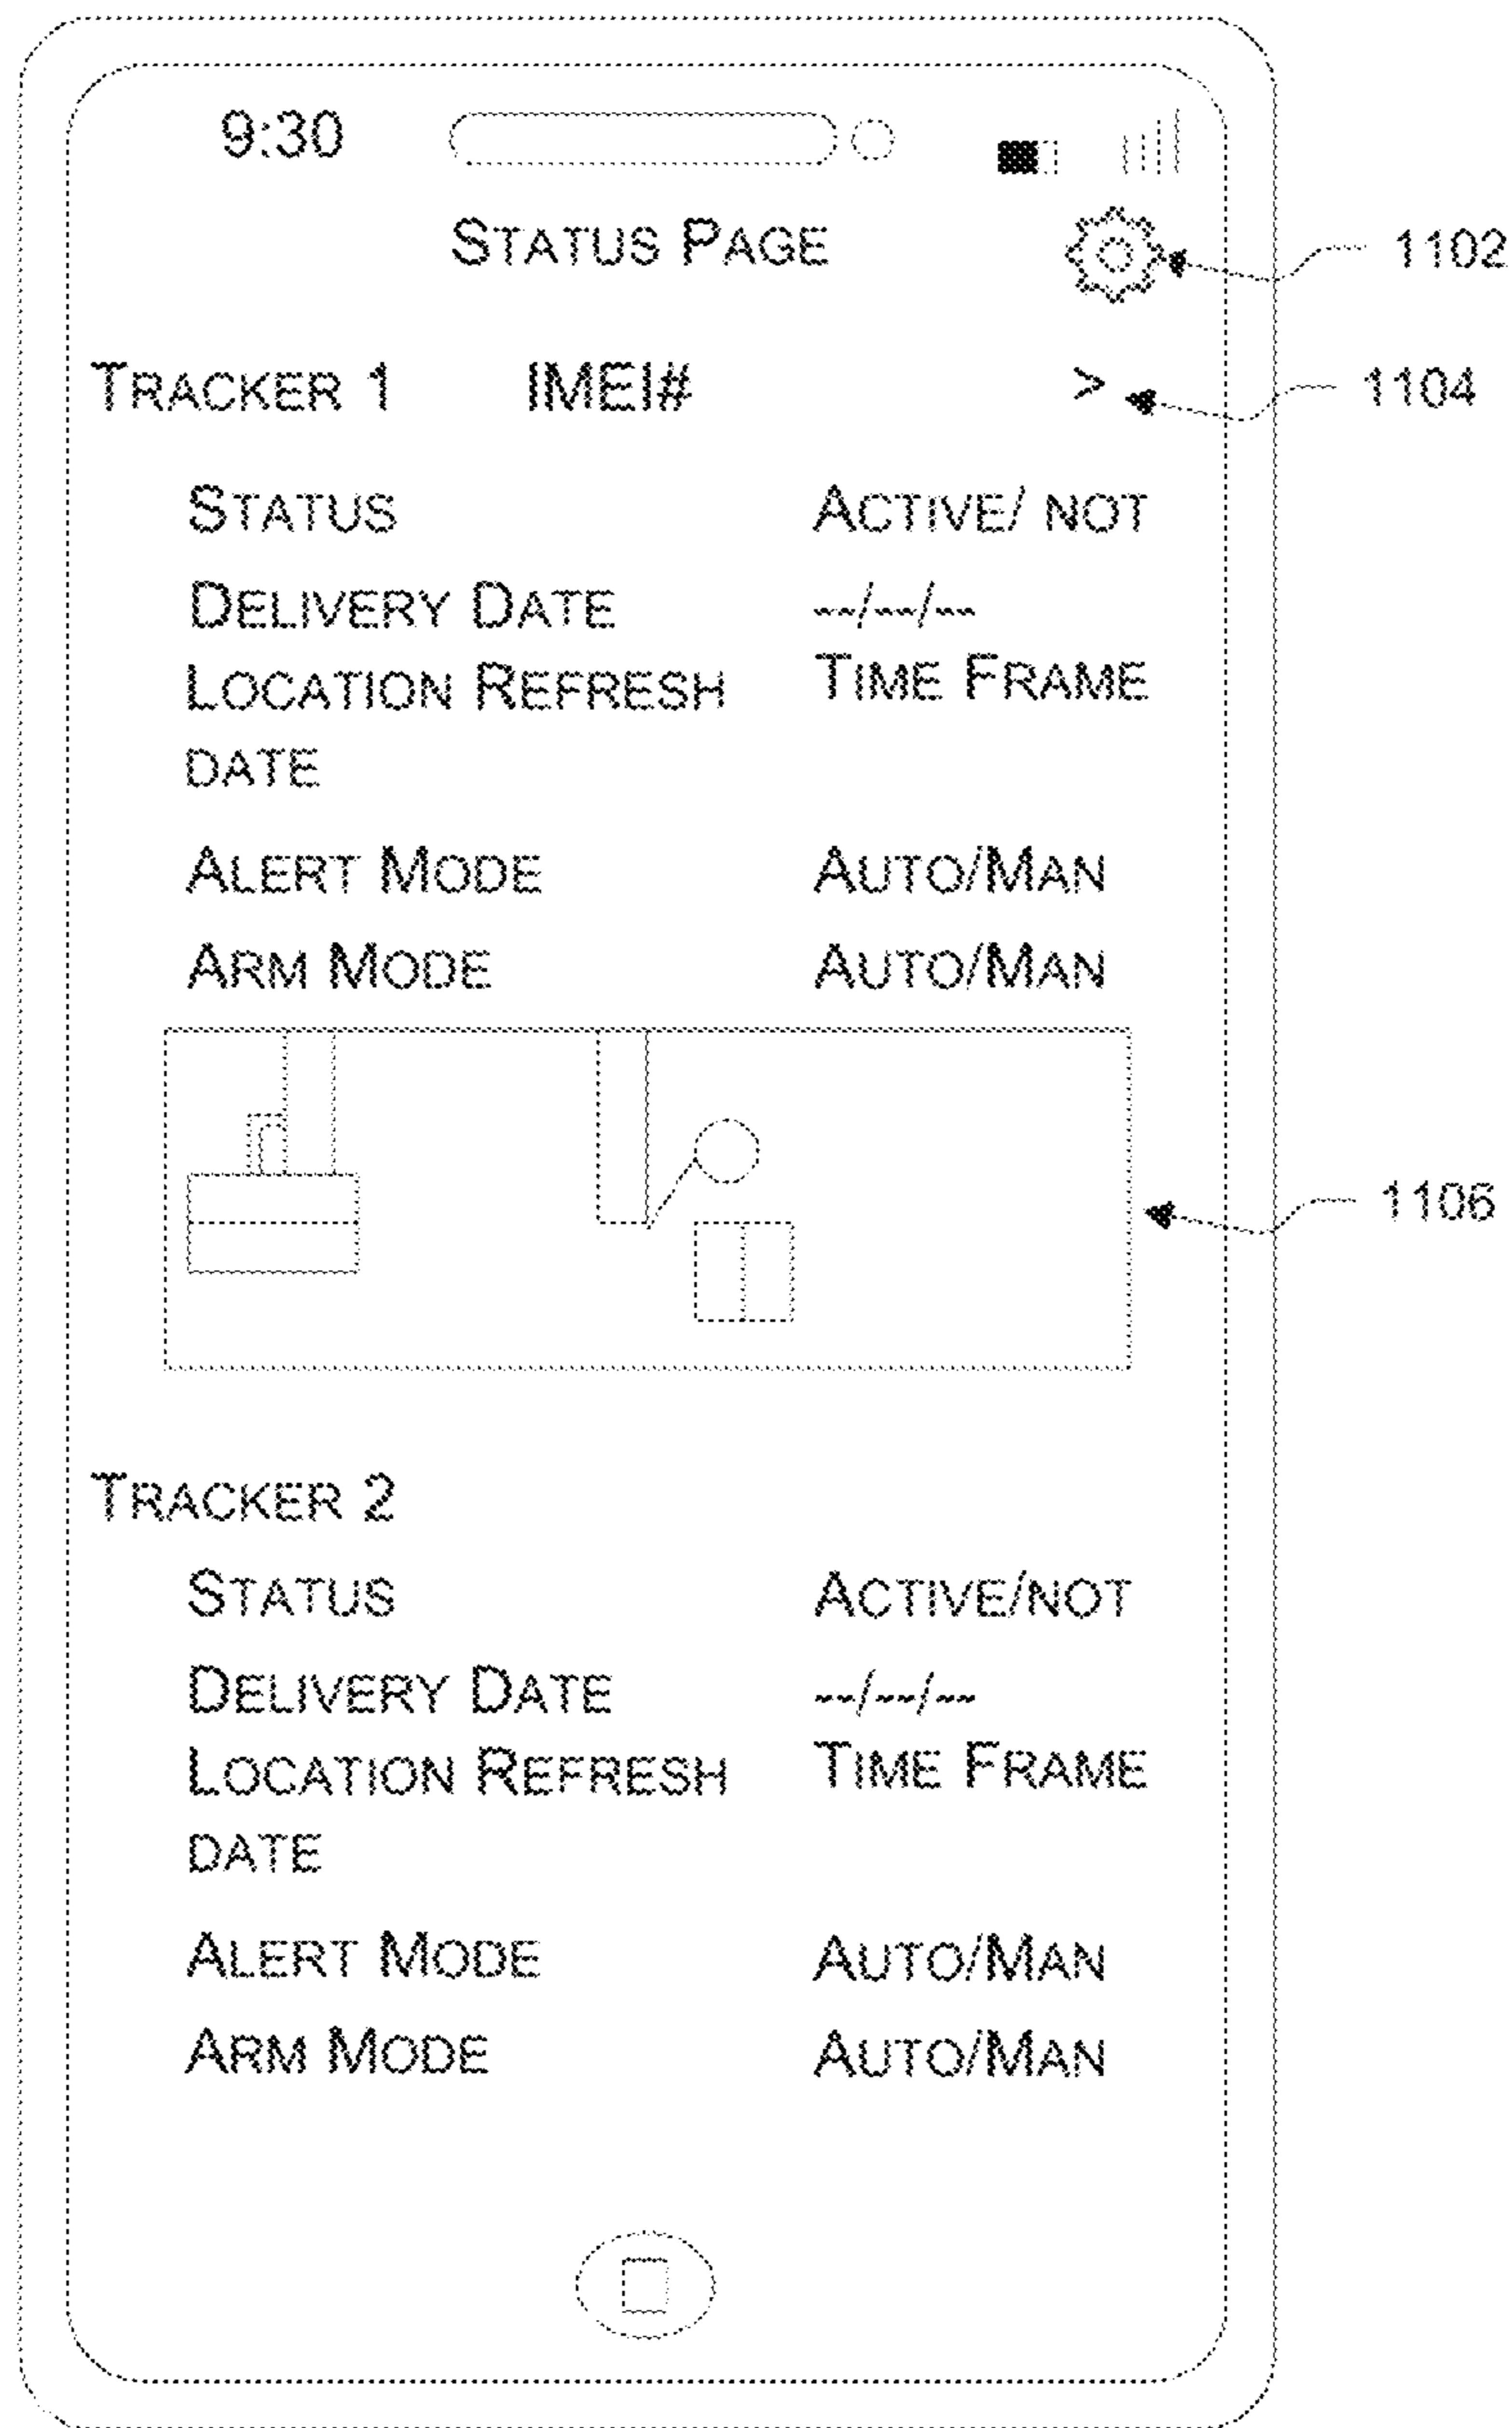 9:30
STATUS PAGE
1102
TRACKER 1 IMEI# >
1104
STATUS ACTIVE/ NOT
DELIVERY DATE --/--/--
LOCATION REFRESH TIME FRAME
DATE
ALERT MODE AUTO/MAN
ARM MODE AUTO/MAN
1106
TRACKER 2
STATUS ACTIVE/NOT
DELIVERY DATE --/--/--
LOCATION REFRESH TIME FRAME
DATE
ALERT MODE AUTO/MAN
ARM MODE AUTO/MAN